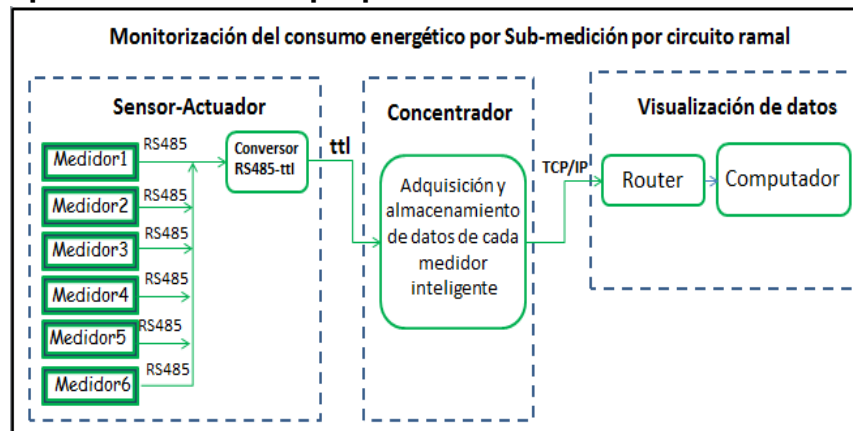 Monitorización del consumo energético por Sub-medición por circuito ramal
Sensor-Actuador
Medidor1
RS485
Medidor2
RS485
Medidor3
RS485
Medidor4
RS485
Medidor5
RS485
Medidor6
RS485
Conversor
RS485-ttl
ttl
Concentrador
Adquisición y
almacenamiento
de datos de cada
medidor
inteligente
TCP/IP
Visualización de datos
Router
Computador